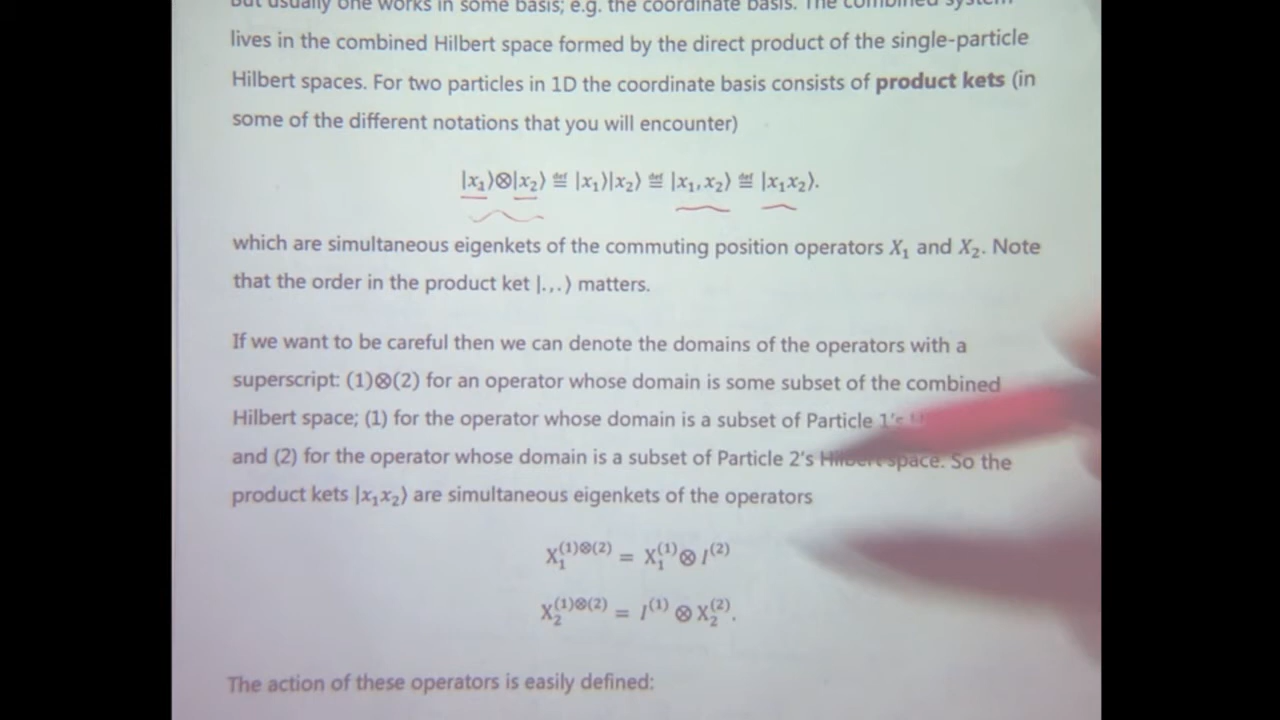 but usually one works in some basis; e.g. the coordinate basis. The combined system
lives in the combined Hilbert space formed by the direct product of the single-particle
Hilbert spaces. For two particles in 1D the coordinate basis consists of product kets (in
some of the different notations that you will encounter)
|x₁⟩⊗|x₂⟩ ≝ |x₁⟩|x₂⟩ ≝ |x₁,x₂⟩ ≝ |x₁x₂⟩.
which are simultaneous eigenkets of the commuting position operators X₁ and X₂. Note
that the order in the product ket |.,.⟩ matters.
If we want to be careful then we can denote the domains of the operators with a
superscript: (1)⊗(2) for an operator whose domain is some subset of the combined
Hilbert space; (1) for the operator whose domain is a subset of Particle 1's
and (2) for the operator whose domain is a subset of Particle 2's Hilbert space. So the
product kets |x₁x₂⟩ are simultaneous eigenkets of the operators
X₁⁽¹⁾⊗⁽²⁾ = X₁⁽¹⁾⊗I⁽²⁾
X₂⁽¹⁾⊗⁽²⁾ = I⁽¹⁾ ⊗X₂⁽²⁾.
The action of these operators is easily defined: